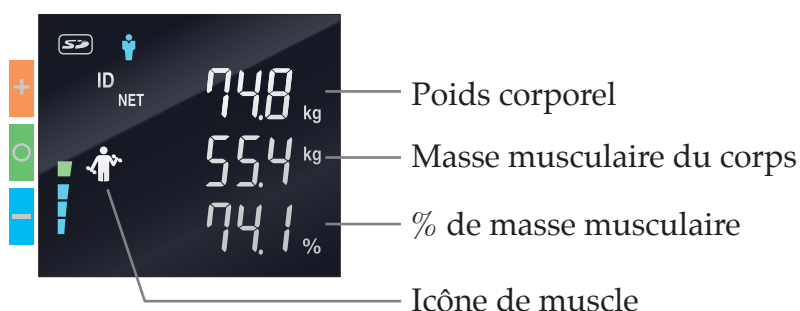 SD
ID
NET
74.8 kg
Poids corporel
+
55.4 kg
Masse musculaire du corps
74.1 %
% de masse musculaire
Icône de muscle